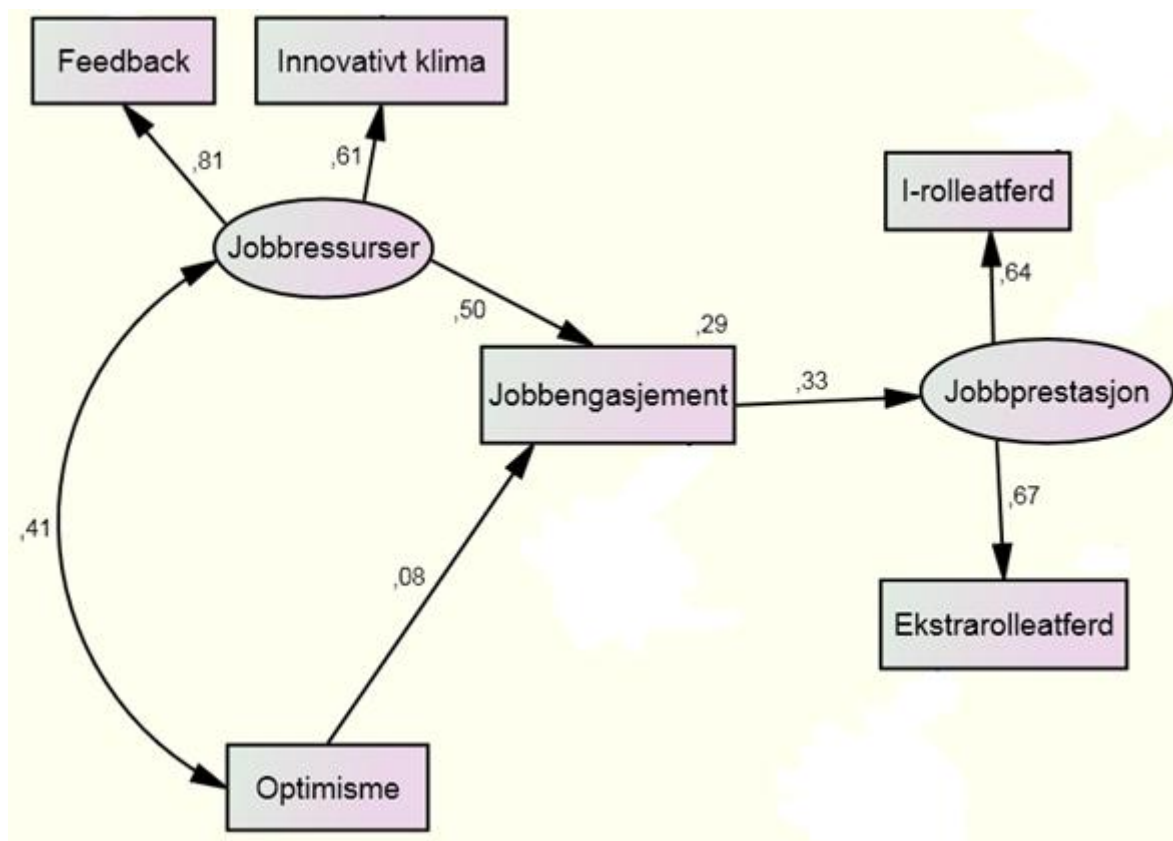 Feedback
Innovativt klima
,81
,61
Jobbressurser
I-rolleatferd
,64
,50
,29
Jobbengasjement
,33
Jobbprestasjon
,67
,41
,08
Ekstrarolleatferd
Optimisme